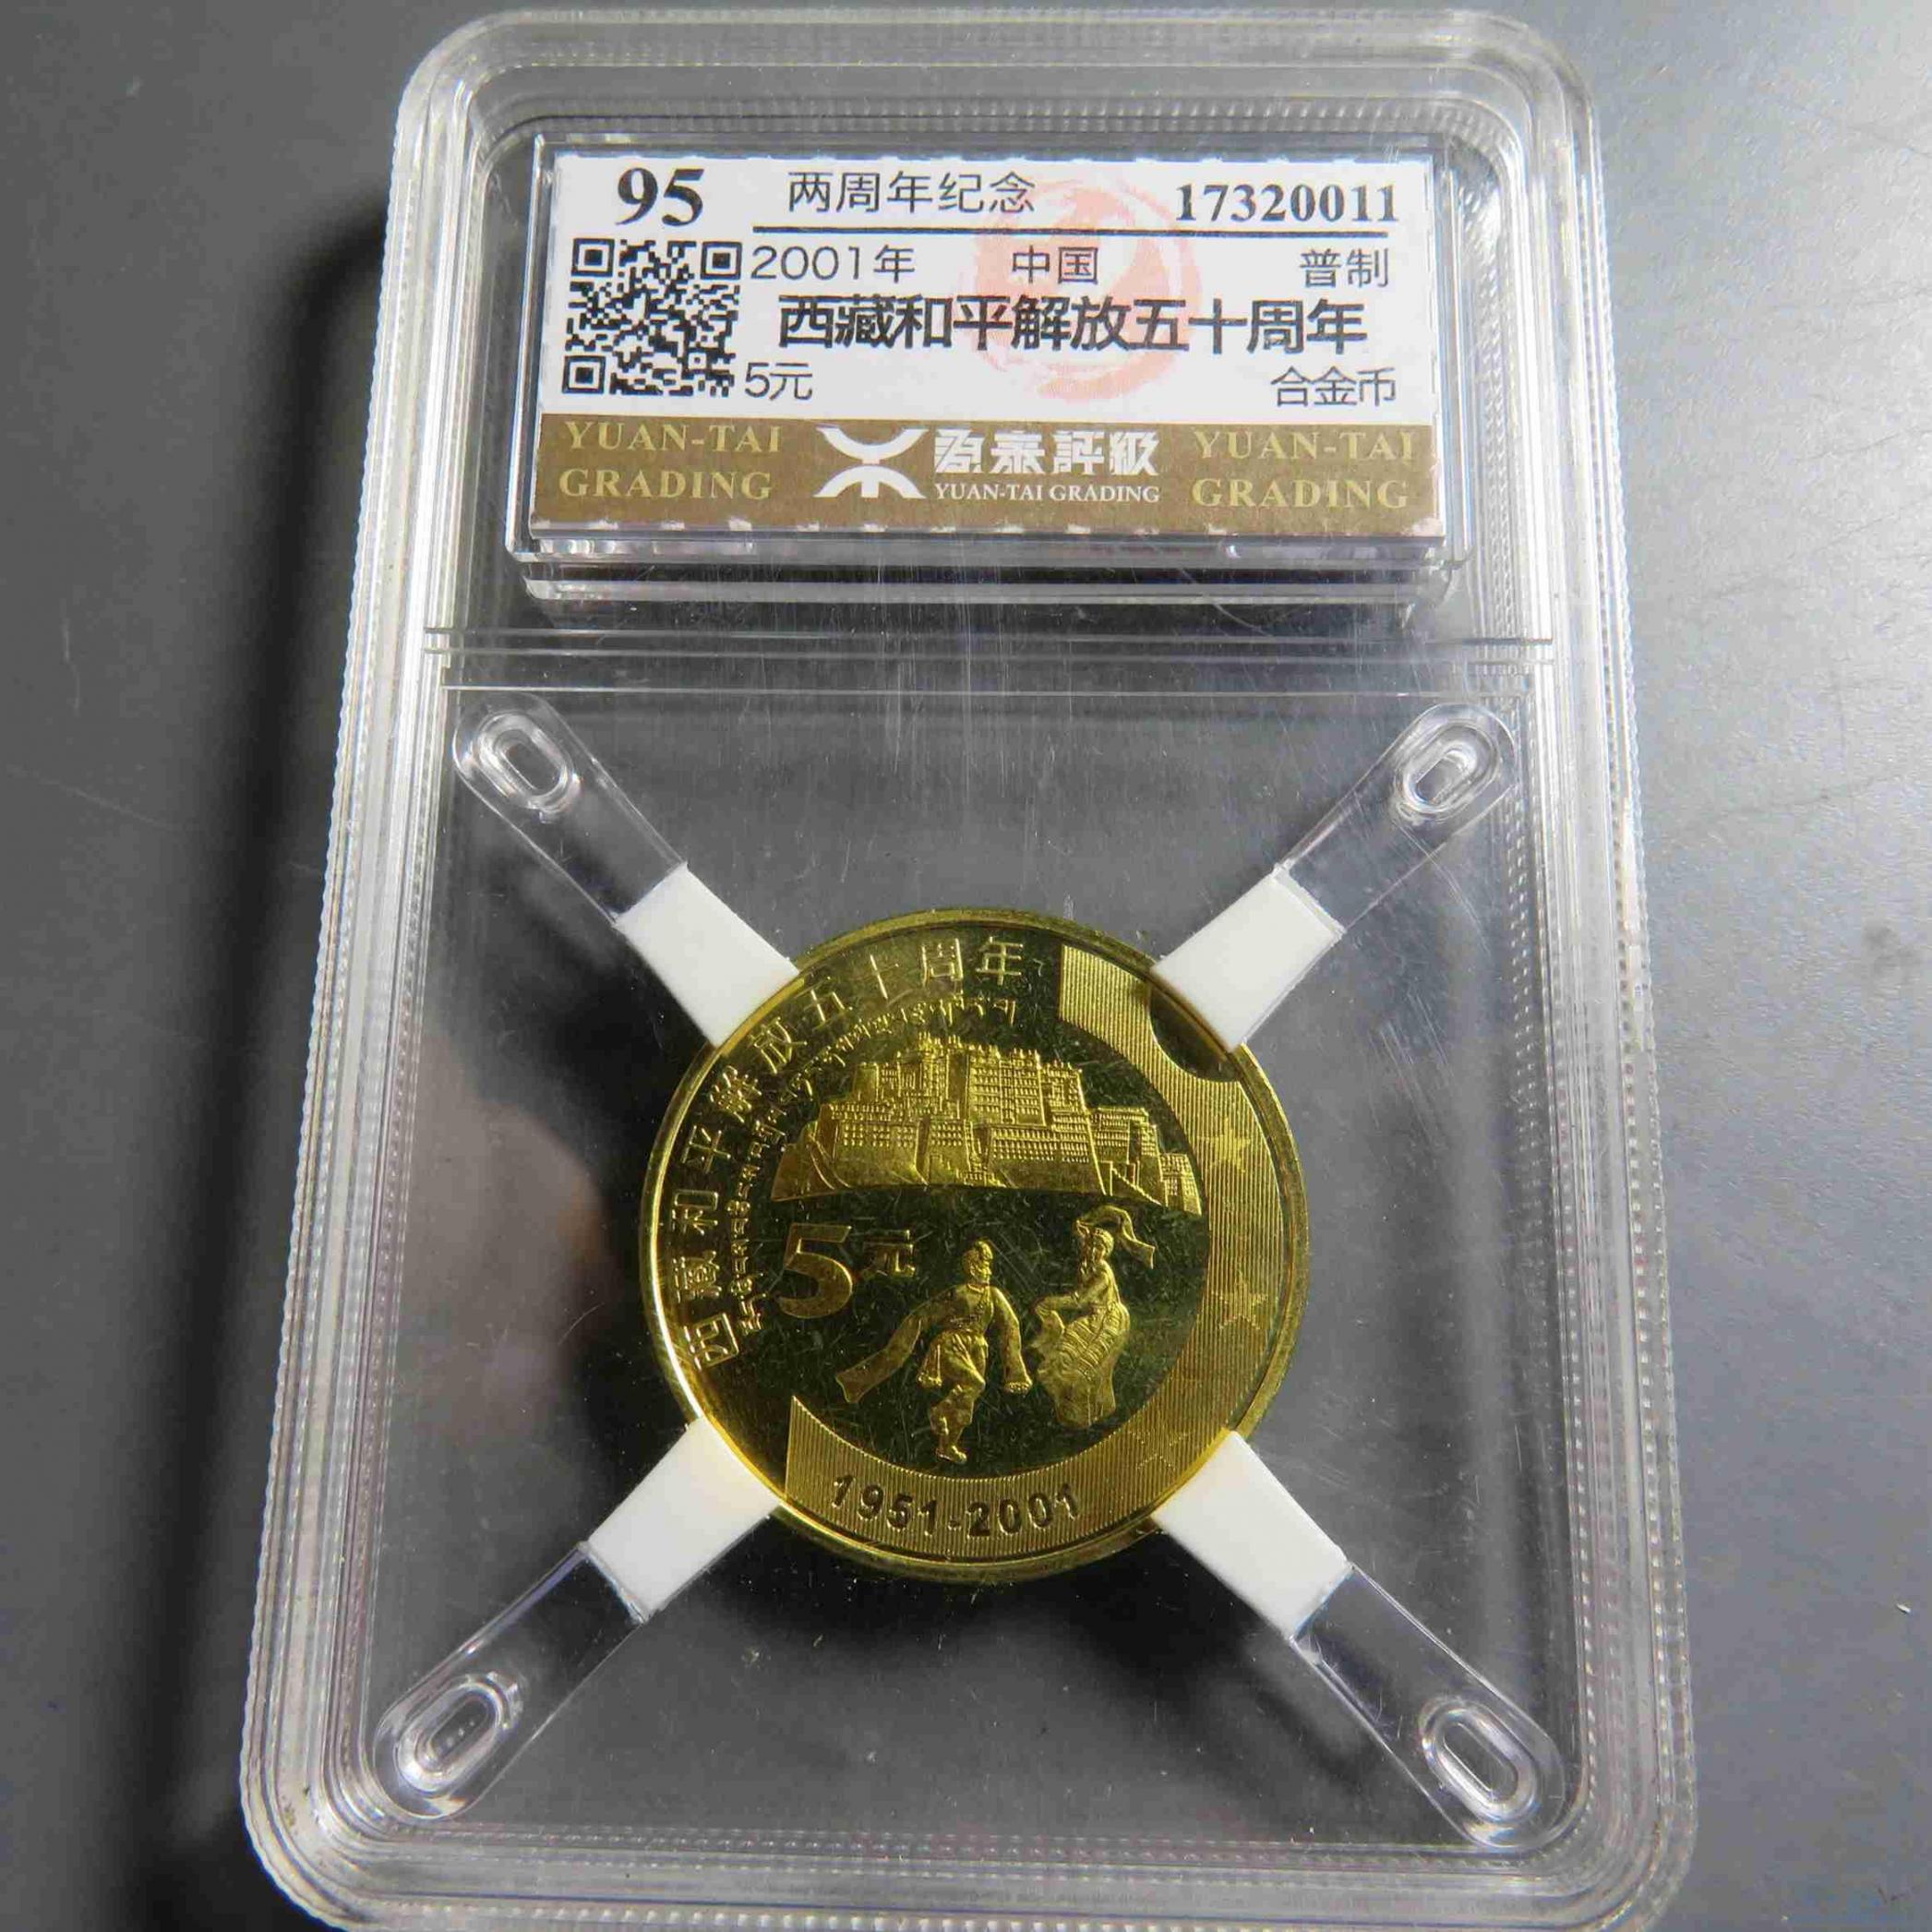 95 两周年纪念 17320011
2001年 中国 普制
西藏和平解放五十周年
5元 合金币
YUAN-TAI GRADING
源泰評級
YUAN-TAI GRADING
YUAN-TAI GRADING
西藏和平解放五十周年
5元
1951-2001